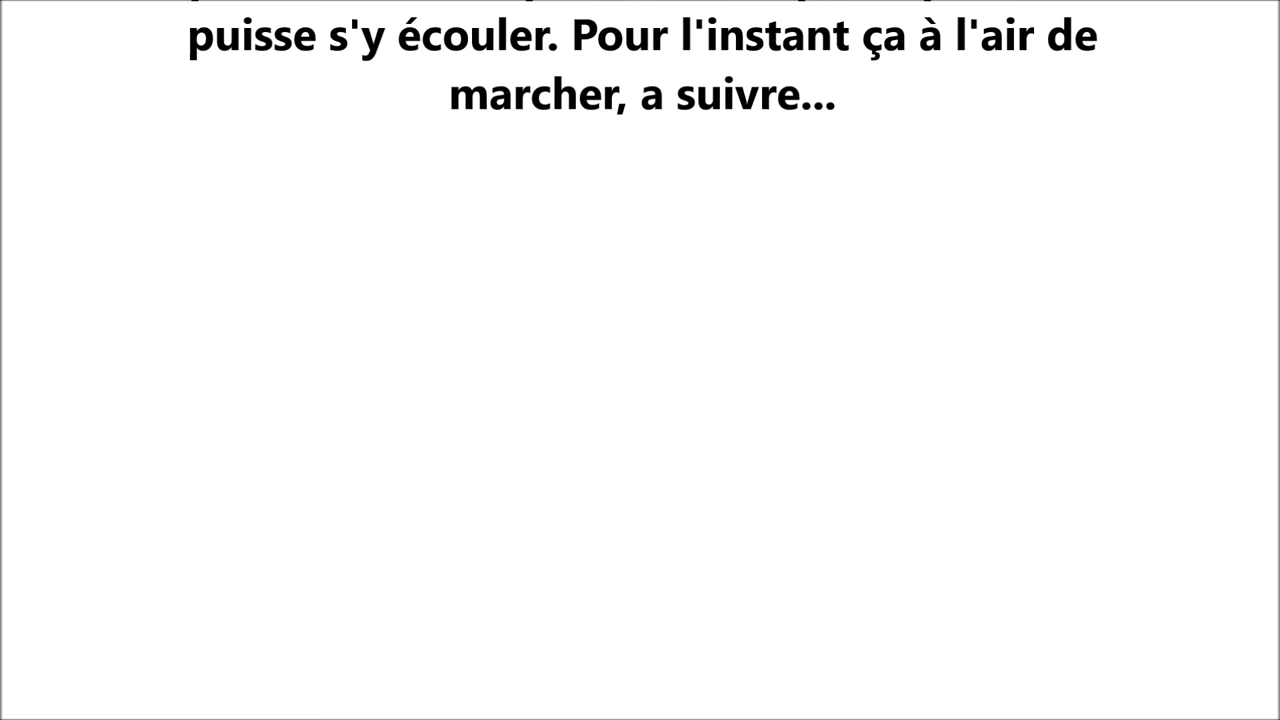 puisse s'y écouler. Pour l'instant ça à l'air de
marcher, a suivre...